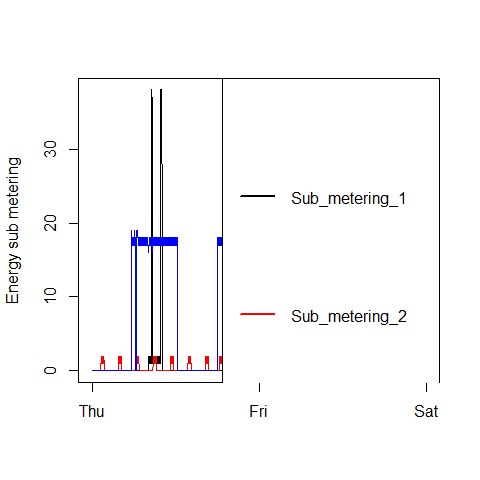 Energy sub metering
30
20
10
0
Sub_metering_1
Sub_metering_2
Thu Fri Sat